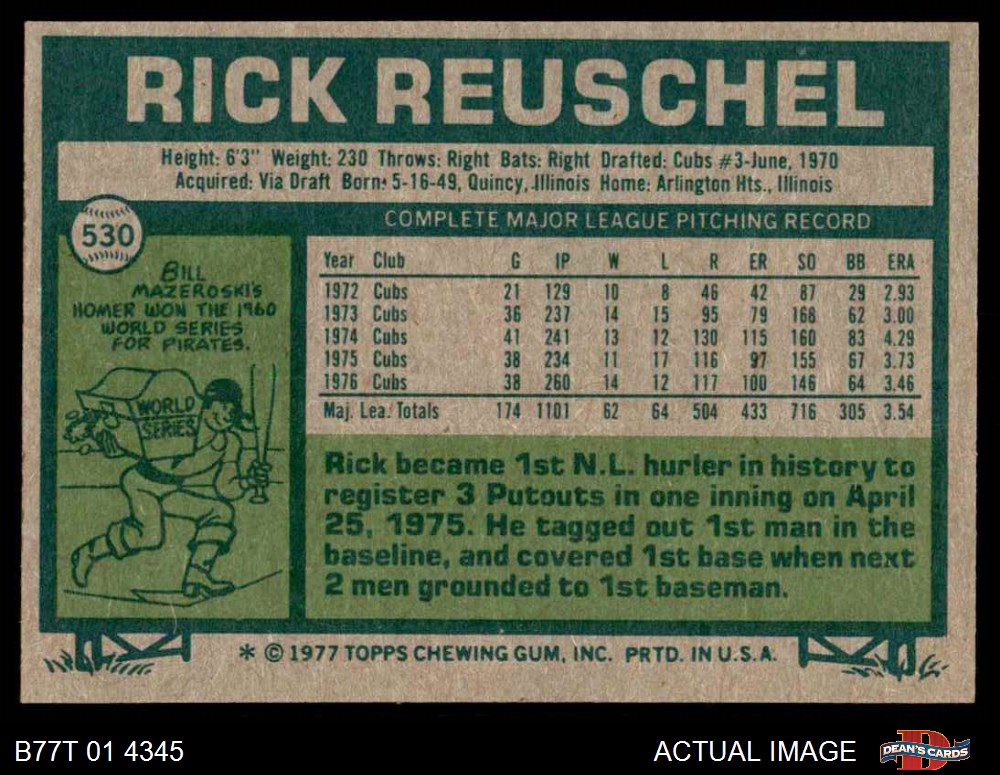 RICK REUSCHEL
Height: 6'3" Weight: 230 Throws: Right Bats: Right Drafted: Cubs #3-June, 1970
Acquired: Via Draft Born: 5-16-49, Quincy, Illinois Home: Arlington Hts., Illinois
530
COMPLETE MAJOR LEAGUE PITCHING RECORD
BILL
MAZEROSKI'S
HOMER WON THE 1960
WORLD SERIES
FOR PIRATES.
WORLD
SERIES
Year Club G IP W L R ER SO BB ERA
1972 Cubs 21 129 10 8 46 42 87 29 2.93
1973 Cubs 36 237 14 15 95 79 168 62 3.00
1974 Cubs 41 241 13 12 130 115 160 83 4.29
1975 Cubs 38 234 11 17 116 97 155 67 3.73
1976 Cubs 38 260 14 12 117 100 146 64 3.46
Maj. Lea. Totals 174 1101 62 64 504 433 716 305 3.54
Rick became 1st N.L. hurler in history to
register 3 Putouts in one inning on April
25, 1975. He tagged out 1st man in the
baseline, and covered 1st base when next
2 men grounded to 1st baseman.
* © 1977 TOPPS CHEWING GUM, INC. PRTD. IN U.S.A.
B77T 01 4345
ACTUAL IMAGE
DEAN'S CARDS